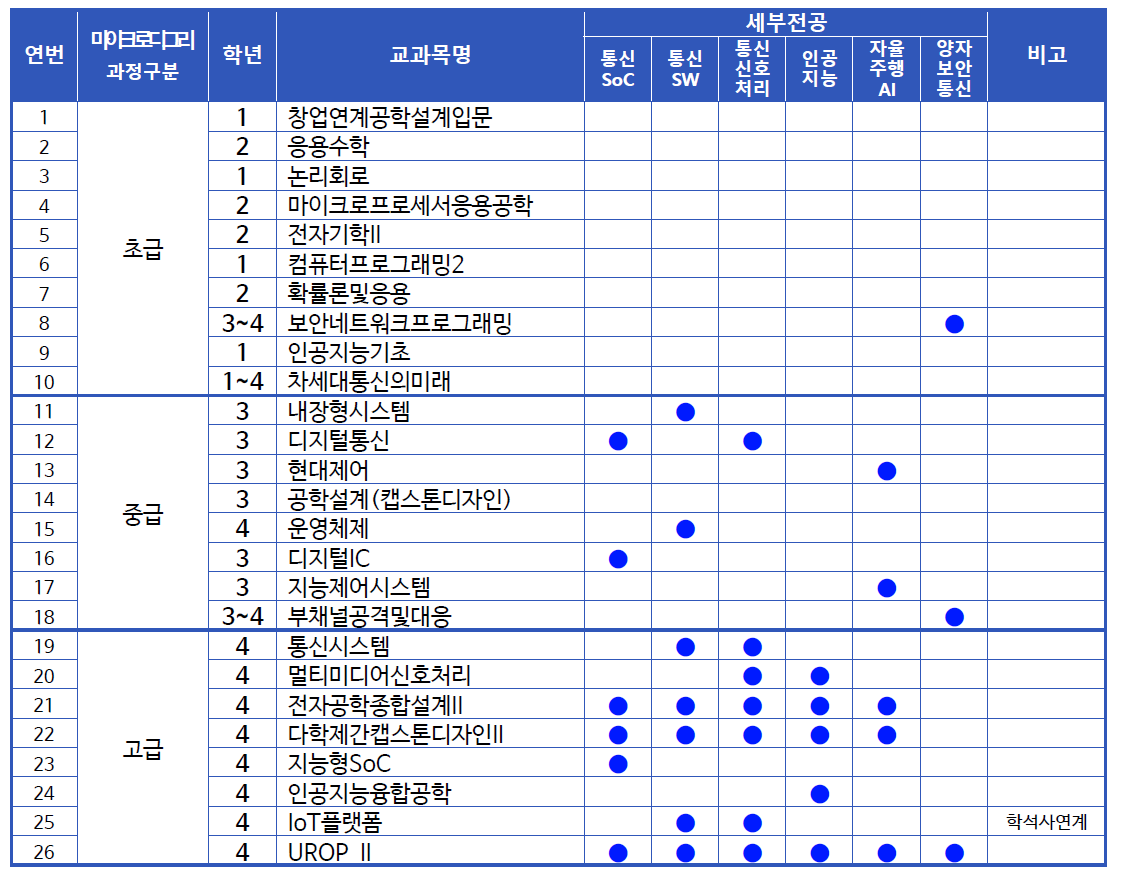 연번 마이크로디그리 과정구분 학년 교과목명 세부전공 비고
통신 SoC 통신 SW 통신 신호 처리 인공 지능 자율 주행 AI 양자 보안 통신
초급
1 1 창업연계공학설계입문
2 2 응용수학
3 1 논리회로
4 2 마이크로프로세서응용공학
5 2 전자기학II
6 1 컴퓨터프로그래밍2
7 2 확률론및응용
8 3~4 보안네트워크프로그래밍 ●
9 1 인공지능기초
10 1~4 차세대통신의미래
중급
11 3 내장형시스템 ●
12 3 디지털통신 ● ●
13 3 현대제어 ●
14 3 공학설계(캡스톤디자인)
15 4 운영체제 ●
16 3 디지털IC ●
17 3 지능제어시스템 ●
18 3~4 부채널공격및대응 ●
고급
19 4 통신시스템 ● ●
20 4 멀티미디어신호처리 ● ●
21 4 전자공학종합설계II ● ● ● ● ●
22 4 다학제간캡스톤디자인II ● ● ● ● ●
23 4 지능형SoC ●
24 4 인공지능융합공학 ●
25 4 IoT플랫폼 ● ● 학석사연계
26 4 UROP II ● ● ● ● ● ●